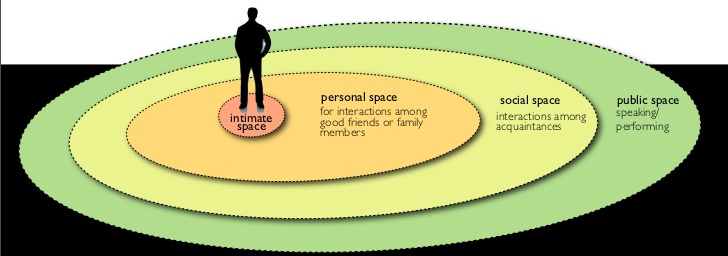 intimate
space
personal space
for interactions among
good friends or family
members
social space
interactions among
acquaintances
public space
speaking/
performing